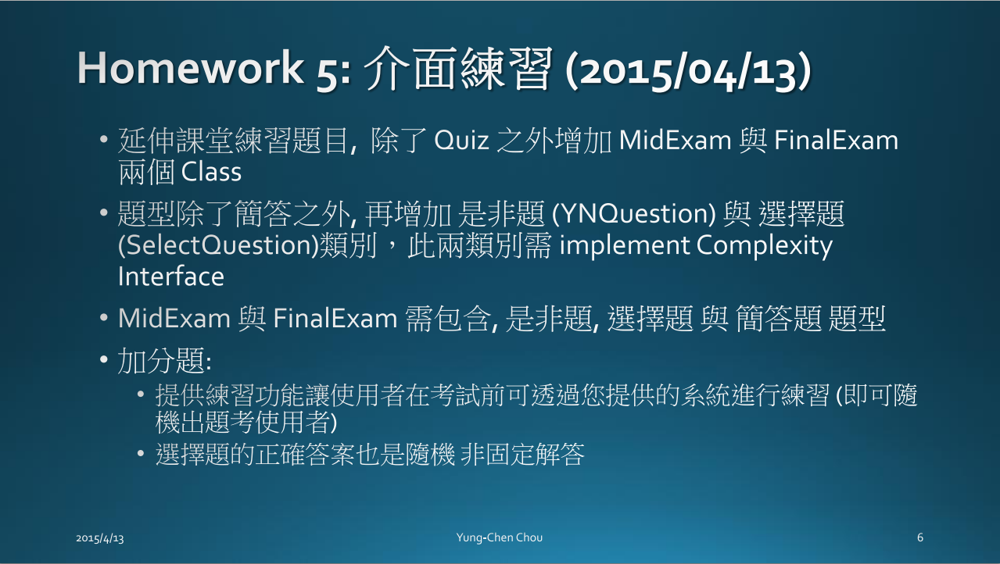 Homework 5: 介面練習 (2015/04/13)
• 延伸課堂練習題目, 除了 Quiz 之外增加 MidExam 與 FinalExam
兩個 Class
• 題型除了簡答之外, 再增加 是非題 (YNQuestion) 與 選擇題
(SelectQuestion)類別，此兩類別需 implement Complexity
Interface
• MidExam 與 FinalExam 需包含, 是非題, 選擇題 與 簡答題 題型
• 加分題:
• 提供練習功能讓使用者在考試前可透過您提供的系統進行練習 (即可隨
機出題考使用者)
• 選擇題的正確答案也是隨機 非固定解答
2015/4/13
Yung-Chen Chou
6